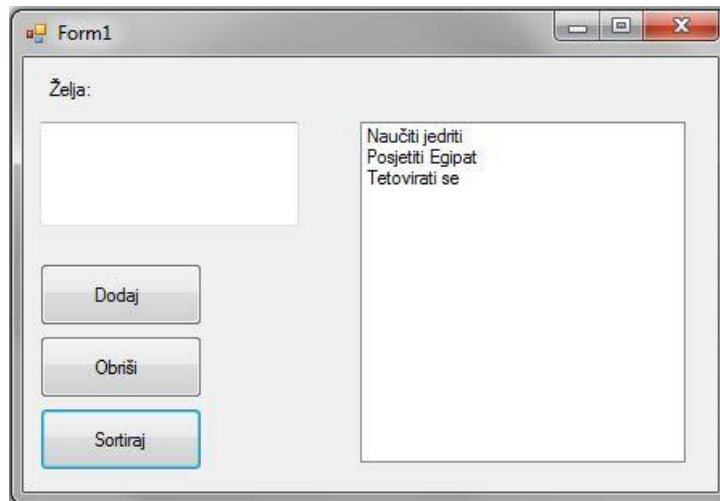 Form1
Želja:
Naučiti jedriti
Posjetiti Egipat
Tetovirati se
Dodaj
Obriši
Sortiraj